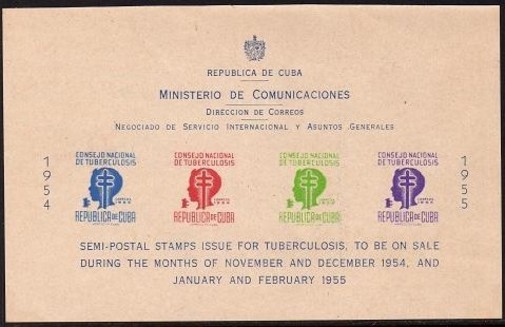 REPUBLICA DE CUBA
MINISTERIO DE COMUNICACIONES
DIRECCION DE CORREOS
NEGOCIADO DE SERVICIO INTERNACIONAL Y ASUNTOS GENERALES
1954
CONSEJO NACIONAL
DE TUBERCULOSIS
REPUBLICA DE CUBA
CONSEJO NACIONAL
DE TUBERCULOSIS
REPUBLICA DE CUBA
CONSEJO NACIONAL
DE TUBERCULOSIS
REPUBLICA DE CUBA
CONSEJO NACIONAL
DE TUBERCULOSIS
REPUBLICA DE CUBA
1955
SEMI-POSTAL STAMPS ISSUE FOR TUBERCULOSIS, TO BE ON SALE
DURING THE MONTHS OF NOVEMBER AND DECEMBER 1954, AND
JANUARY AND FEBRUARY 1955